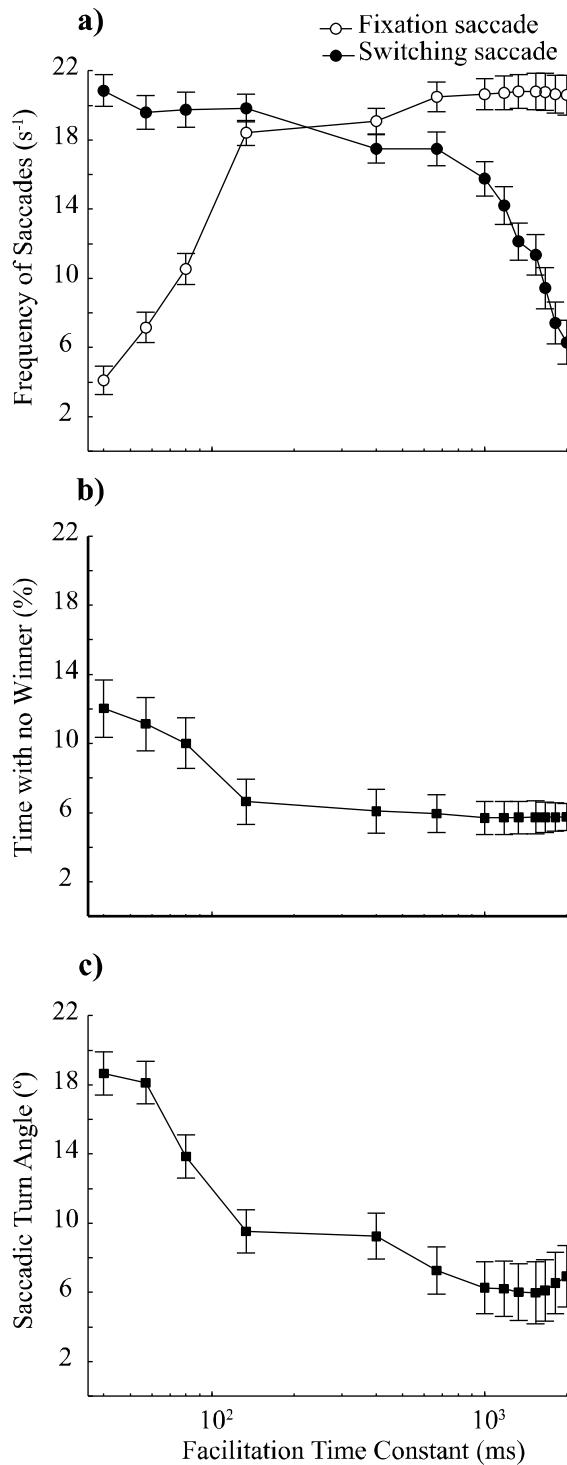 a)
Fixation saccade
Switching saccade
22
18
14
10
6
2
Frequency of Saccades (s⁻¹)
b)
22
18
14
10
6
2
Time with no Winner (%)
c)
22
18
14
10
6
2
Saccadic Turn Angle (º)
10² 10³
Facilitation Time Constant (ms)